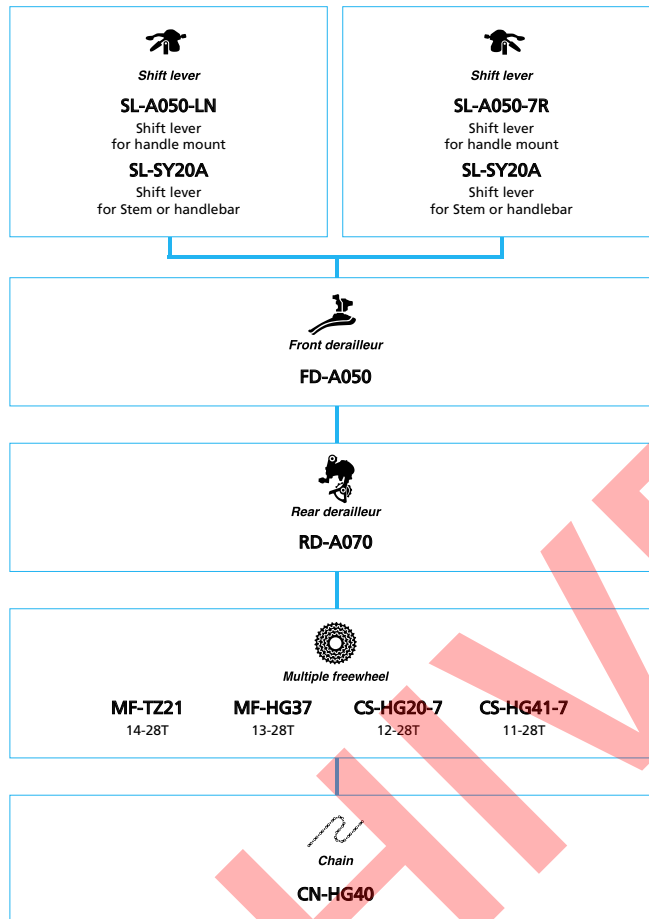 Shift lever
SL-A050-LN
Shift lever
for handle mount
SL-SY20A
Shift lever
for Stem or handlebar
Shift lever
SL-A050-7R
Shift lever
for handle mount
SL-SY20A
Shift lever
for Stem or handlebar
Front derailleur
FD-A050
Rear derailleur
RD-A070
Multiple freewheel
MF-TZ21
14-28T
MF-HG37
13-28T
CS-HG20-7
12-28T
CS-HG41-7
11-28T
Chain
CN-HG40
HIV